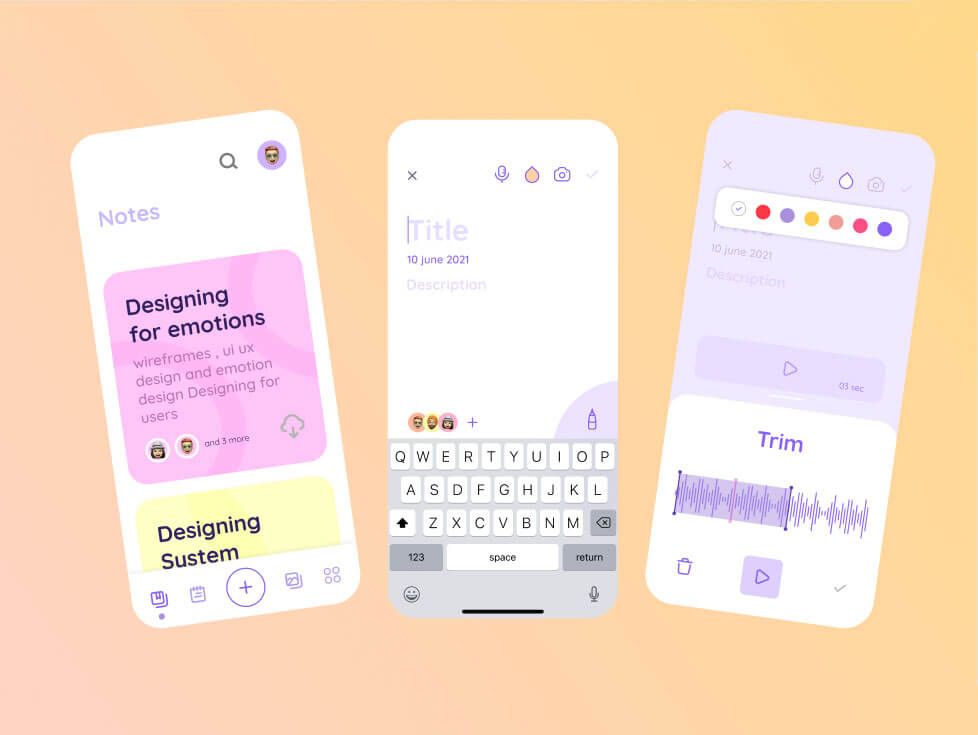 Notes
Designing
for emotions
wireframes , ui ux
design and emotion
design Designing for
users
and 3 more
Designing
Sustem
Title
10 june 2021
Description
Q W E R T Y U I O P
A S D F G H J K L
Z X C V B N M
123 space return
10 june 2021
Description
03 sec
Trim